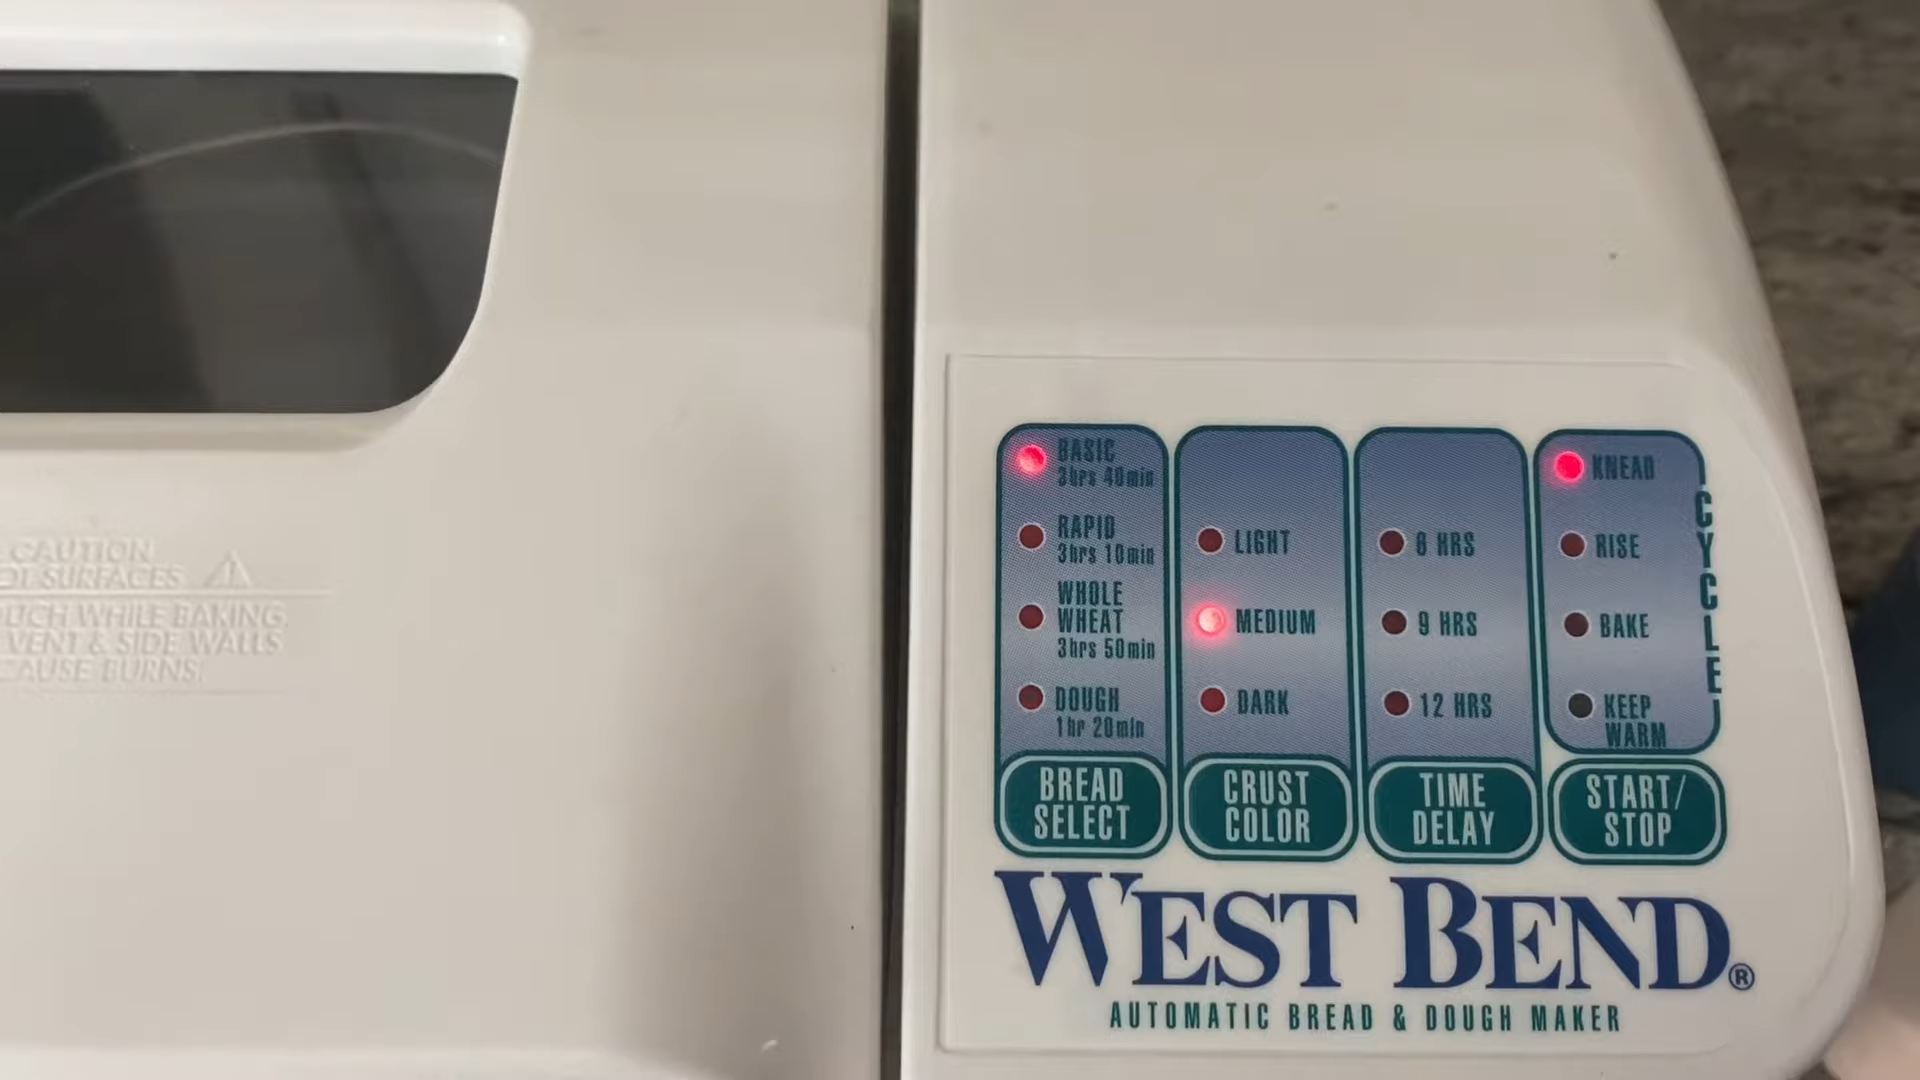 CAUTION
OT SURFACES
UCH WHILE BAKING.
VENT & SIDE WALLS
CAUSE BURNS.
BASIC
3hrs 40min
RAPID
3hrs 10min
WHOLE
WHEAT
3hrs 50min
DOUGH
1hr 20min
BREAD
SELECT
LIGHT
MEDIUM
DARK
CRUST
COLOR
6 HRS
9 HRS
12 HRS
TIME
DELAY
KNEAD
RISE
BAKE
KEEP
WARM
CYCLE
START/
STOP
WEST BEND®
AUTOMATIC BREAD & DOUGH MAKER